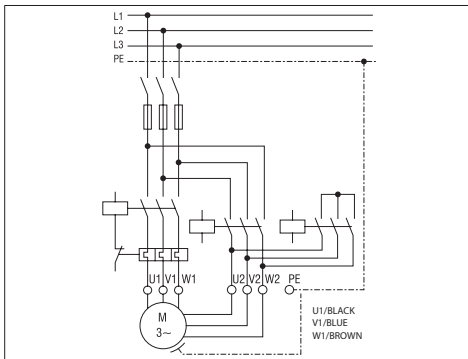 L1
L2
L3
PE
U1 V1 W1 U2 V2 W2 PE
M
3~
U1/BLACK
V1/BLUE
W1/BROWN